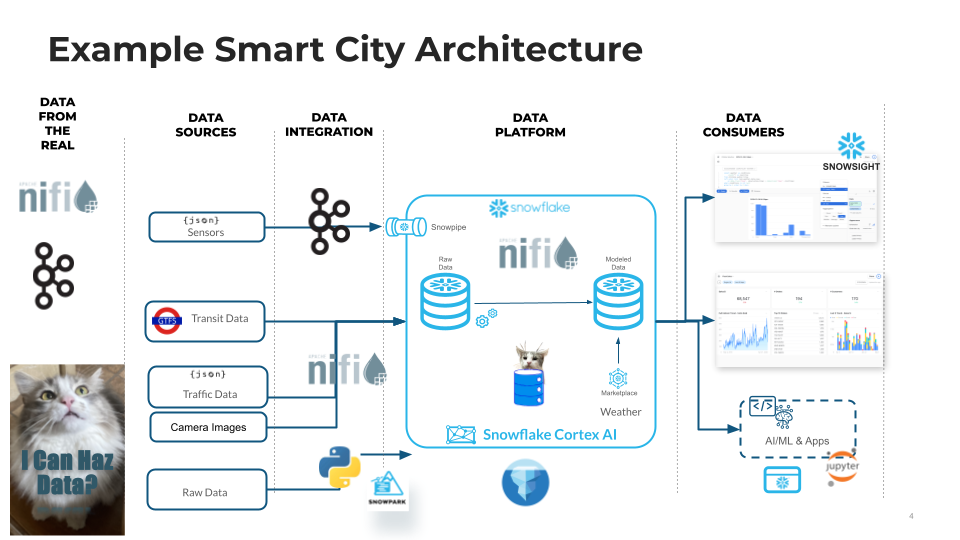 Example Smart City Architecture
DATA
FROM
THE
REAL
DATA
SOURCES
DATA
INTEGRATION
DATA
PLATFORM
DATA
CONSUMERS
nifi
{json}
Sensors
GTFS
Transit Data
{json}
Traffic Data
Camera Images
Raw Data
I Can Haz
Data?
nifi
SNOWPARK
Snowpipe
snowflake
nifi
Raw
Data
Modeled
Data
Marketplace
Weather
Snowflake Cortex AI
SNOWSIGHT
</>
AI/ML & Apps
jupyter
4